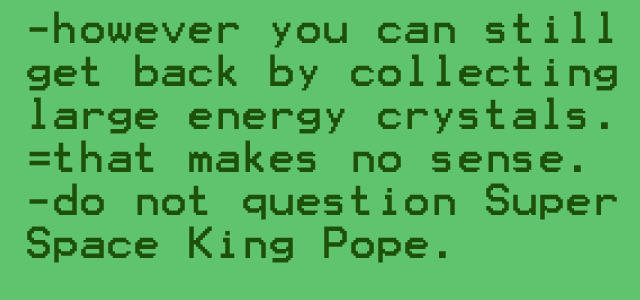 -however you can still
get back by collecting
large energy crystals.
=that makes no sense.
-do not question Super
Space King Pope.